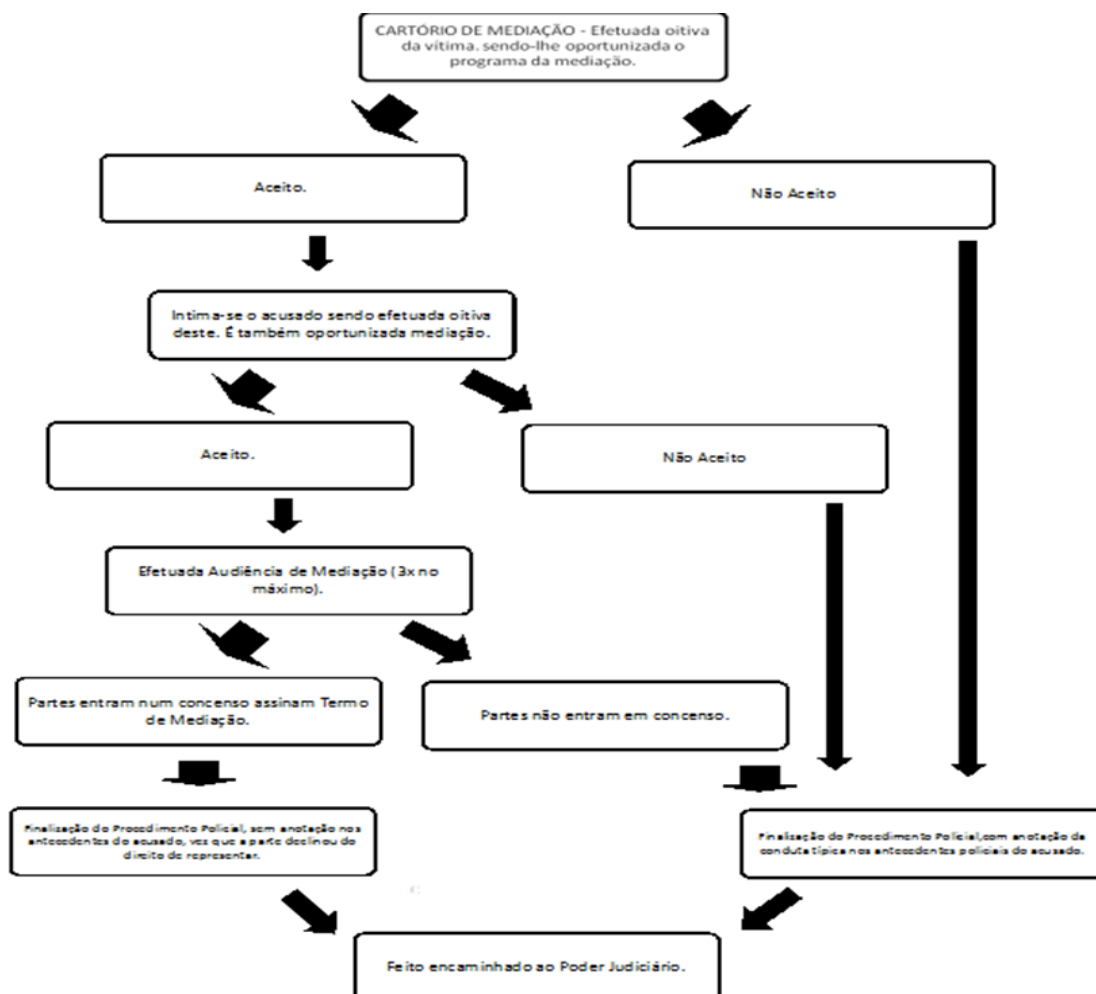 CARTÓRIO DE MEDIAÇÃO - Efetuada oitiva
da vítima, sendo-lhe oportunizada o
programa da mediação.
Aceito.
Não Aceito
Intima-se o acusado sendo efetuada oitiva
deste. É também oportunizada mediação.
Aceito.
Não Aceito
Efetuada Audiência de Mediação (3x no
máximo).
Partes entram num concenso assinam Termo
de Mediação.
Partes não entram em concenso.
Finalização do Procedimento Policial, sem anotação nos
antecedentes do acusado, vez que a parte declinou do
direito de representar.
Finalização do Procedimento Policial,com anotação da
conduta típica nos antecedentes policiais do acusado.
Feito encaminhado ao Poder Judiciário.